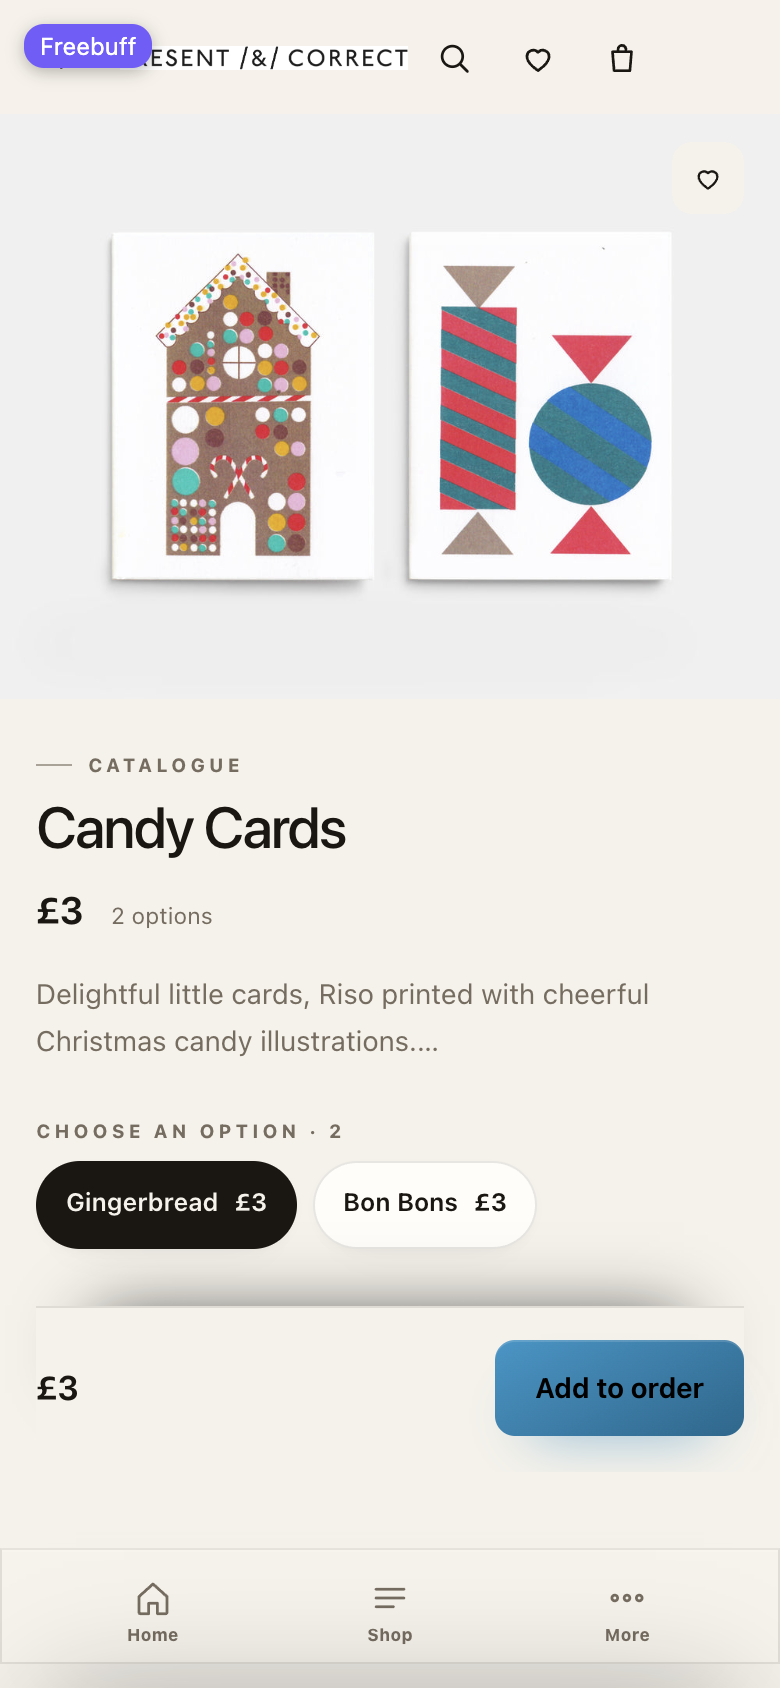 Freebuff
ESENT /&/ CORRECT
CATALOGUE
Candy Cards
£3 2 options
Delightful little cards, Riso printed with cheerful
Christmas candy illustrations....
CHOOSE AN OPTION · 2
Gingerbread £3 Bon Bons £3
£3 Add to order
Home Shop More